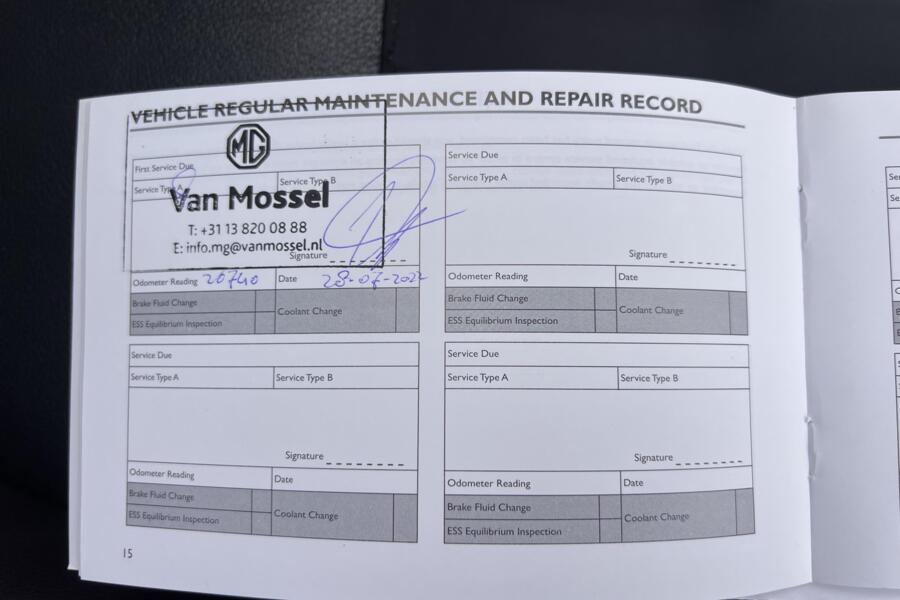 VEHICLE REGULAR MAINTENANCE AND REPAIR RECORD
MG
First Service Due
Service Type A
Service Type B
Van Mossel
T: +31 13 820 08 88
E: info.mg@vanmossel.nl
Signature
Odometer Reading 20740
Date 28-07-2022
Brake Fluid Change
ESS Equilibrium Inspection
Coolant Change
Service Due
Service Type A
Service Type B
Signature
Odometer Reading
Date
Brake Fluid Change
ESS Equilibrium Inspection
Coolant Change
Service Due
Service Type A
Service Type B
Signature
Odometer Reading
Date
Brake Fluid Change
ESS Equilibrium Inspection
Coolant Change
Service Due
Service Type A
Service Type B
Signature
Odometer Reading
Date
Brake Fluid Change
ESS Equilibrium Inspection
Coolant Change
15